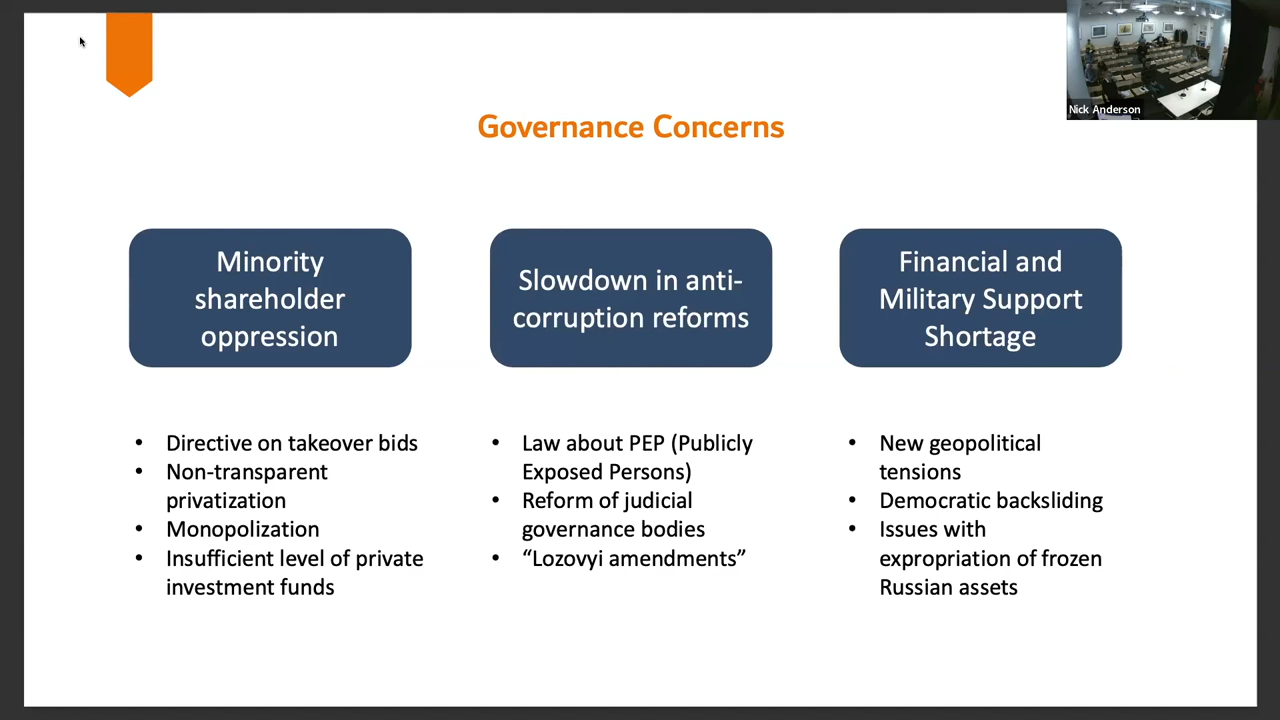 Nick Anderson
Governance Concerns
Minority
shareholder
oppression
Slowdown in anti-
corruption reforms
Financial and
Military Support
Shortage
• Directive on takeover bids
• Non-transparent
privatization
• Monopolization
• Insufficient level of private
investment funds
• Law about PEP (Publicly
Exposed Persons)
• Reform of judicial
governance bodies
• “Lozovyi amendments”
• New geopolitical
tensions
• Democratic backsliding
• Issues with
expropriation of frozen
Russian assets